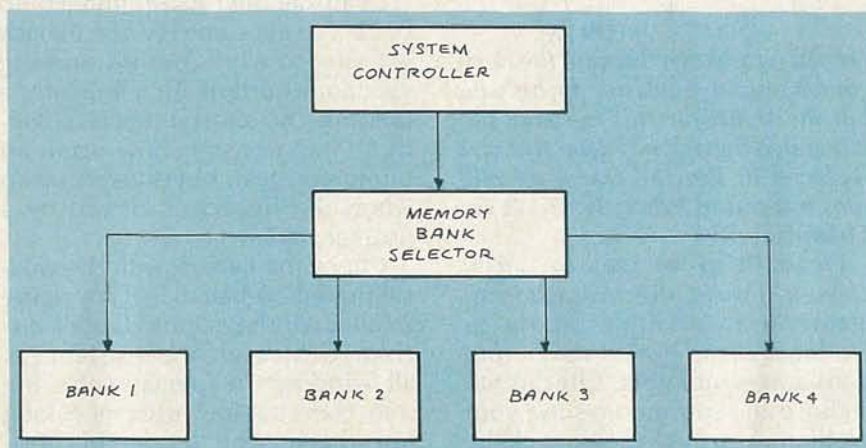 SYSTEM
CONTROLLER
MEMORY
BANK
SELECTOR
BANK 1
BANK 2
BANK 3
BANK 4